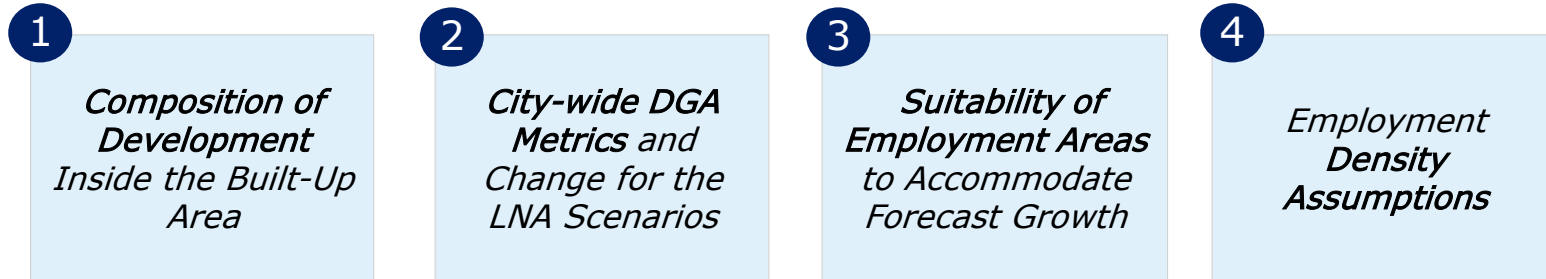 1
Composition of
Development
Inside the Built-Up
Area
2
City-wide DGA
Metrics and
Change for the
LNA Scenarios
3
Suitability of
Employment Areas
to Accommodate
Forecast Growth
4
Employment
Density
Assumptions